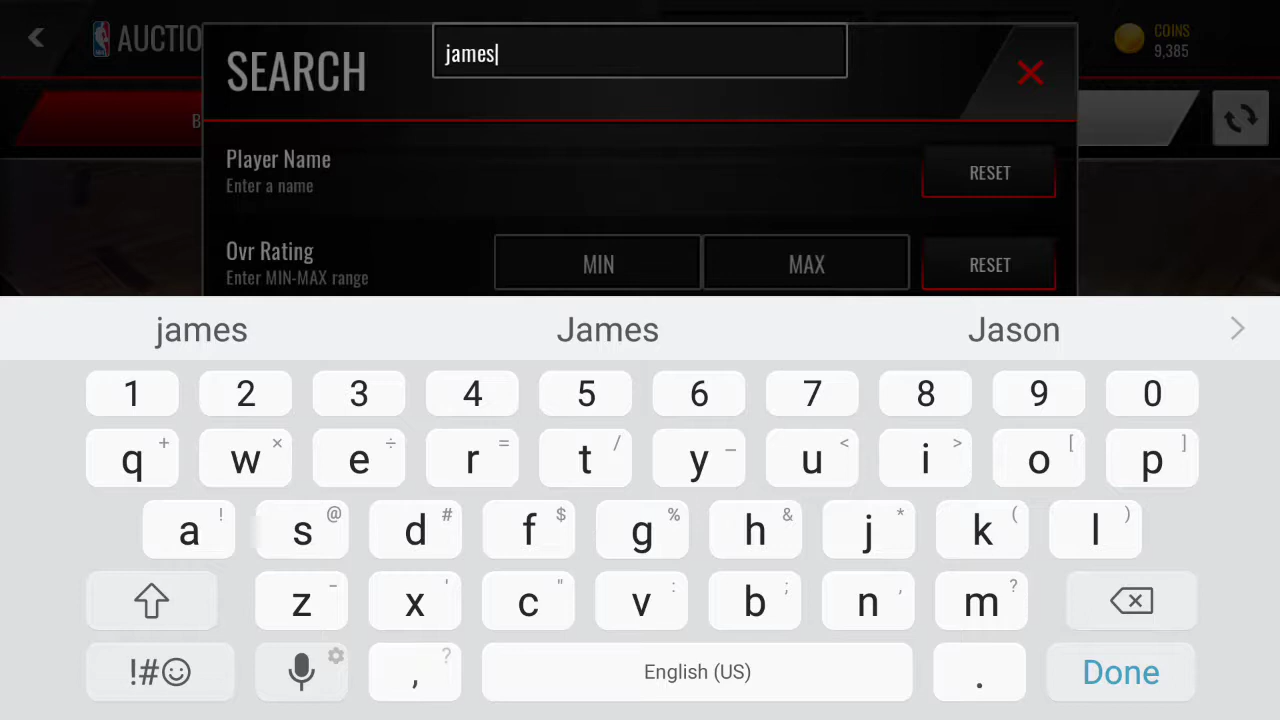 AUCTIO
COINS
9,385
SEARCH
james
B
Player Name
Enter a name
RESET
Ovr Rating
Enter MIN-MAX range
MIN
MAX
RESET
james James Jason
1 2 3 4 5 6 7 8 9 0
q + w × e ÷ r = t / y _ u < i > o [ p ]
a ! s @ d # f $ g % h & j * k ( l )
z - x ' c " v : b ; n , m ?
!#☺ , ? English (US) . Done